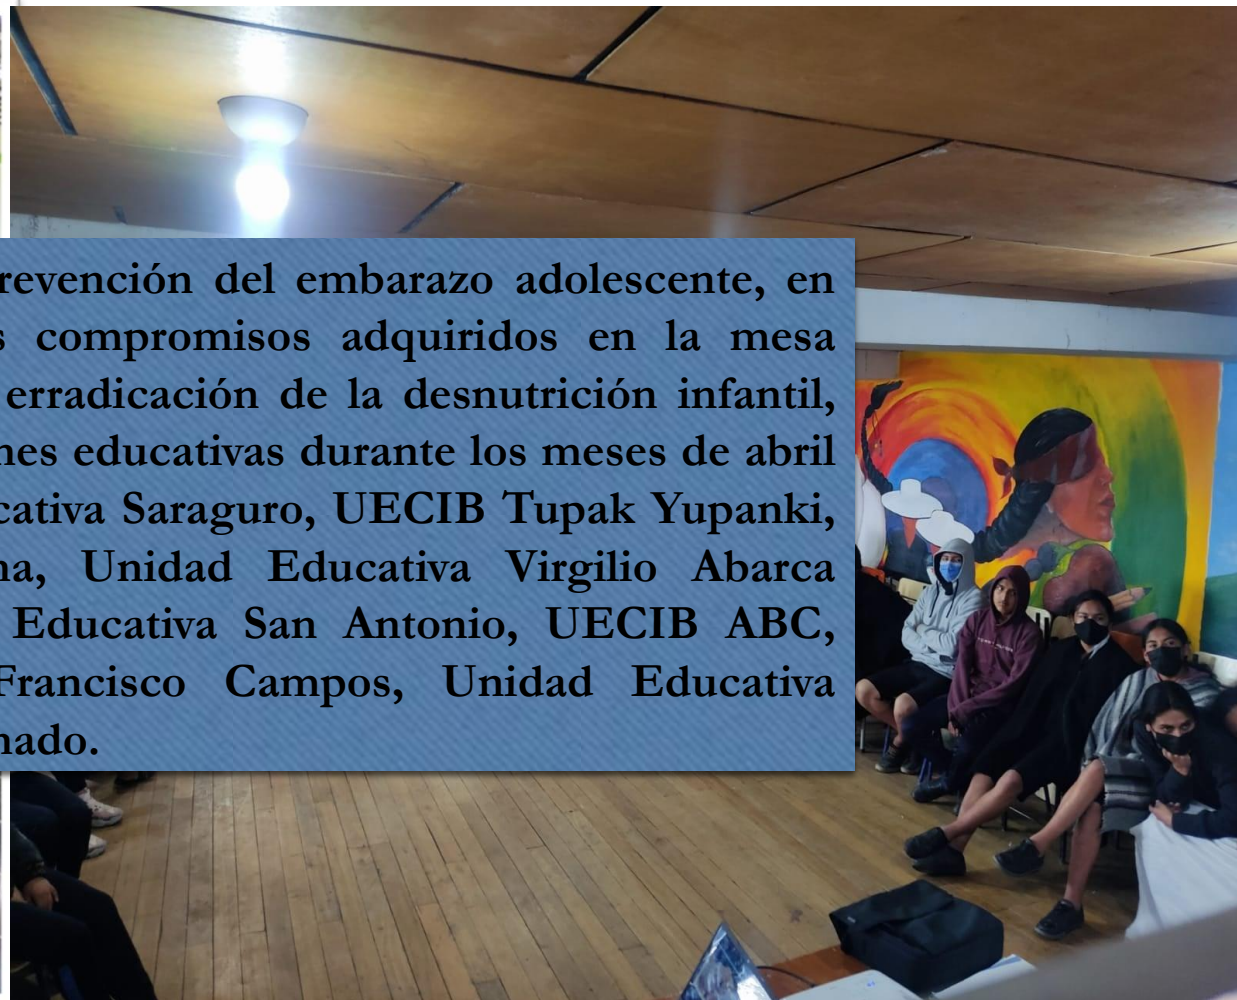 revención del embarazo adolescente, en
s compromisos adquiridos en la mesa
erradicación de la desnutrición infantil,
nes educativas durante los meses de abril
cativa Saraguro, UECIB Tupak Yupanki,
na, Unidad Educativa Virgilio Abarca
Educativa San Antonio, UECIB ABC,
Francisco Campos, Unidad Educativa
nado.